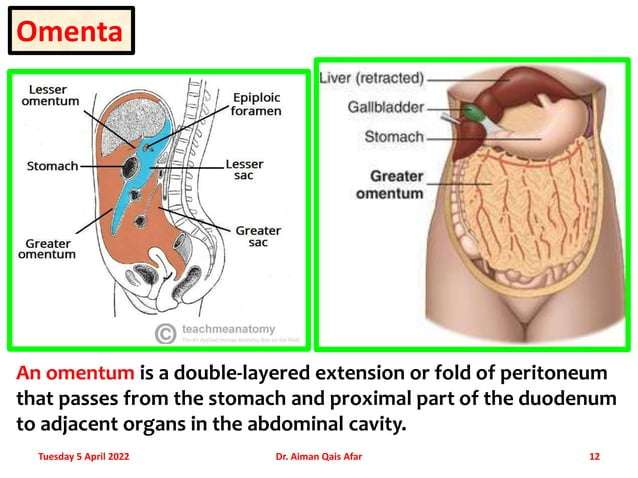 Omenta
Lesser
omentum
Epiploic
foramen
Stomach
Lesser
sac
Greater
omentum
Greater
sac
© teachmeanatomy
Liver (retracted)
Gallbladder
Stomach
Greater
omentum
An omentum is a double-layered extension or fold of peritoneum
that passes from the stomach and proximal part of the duodenum
to adjacent organs in the abdominal cavity.
Tuesday 5 April 2022
Dr. Aiman Qais Afar
12